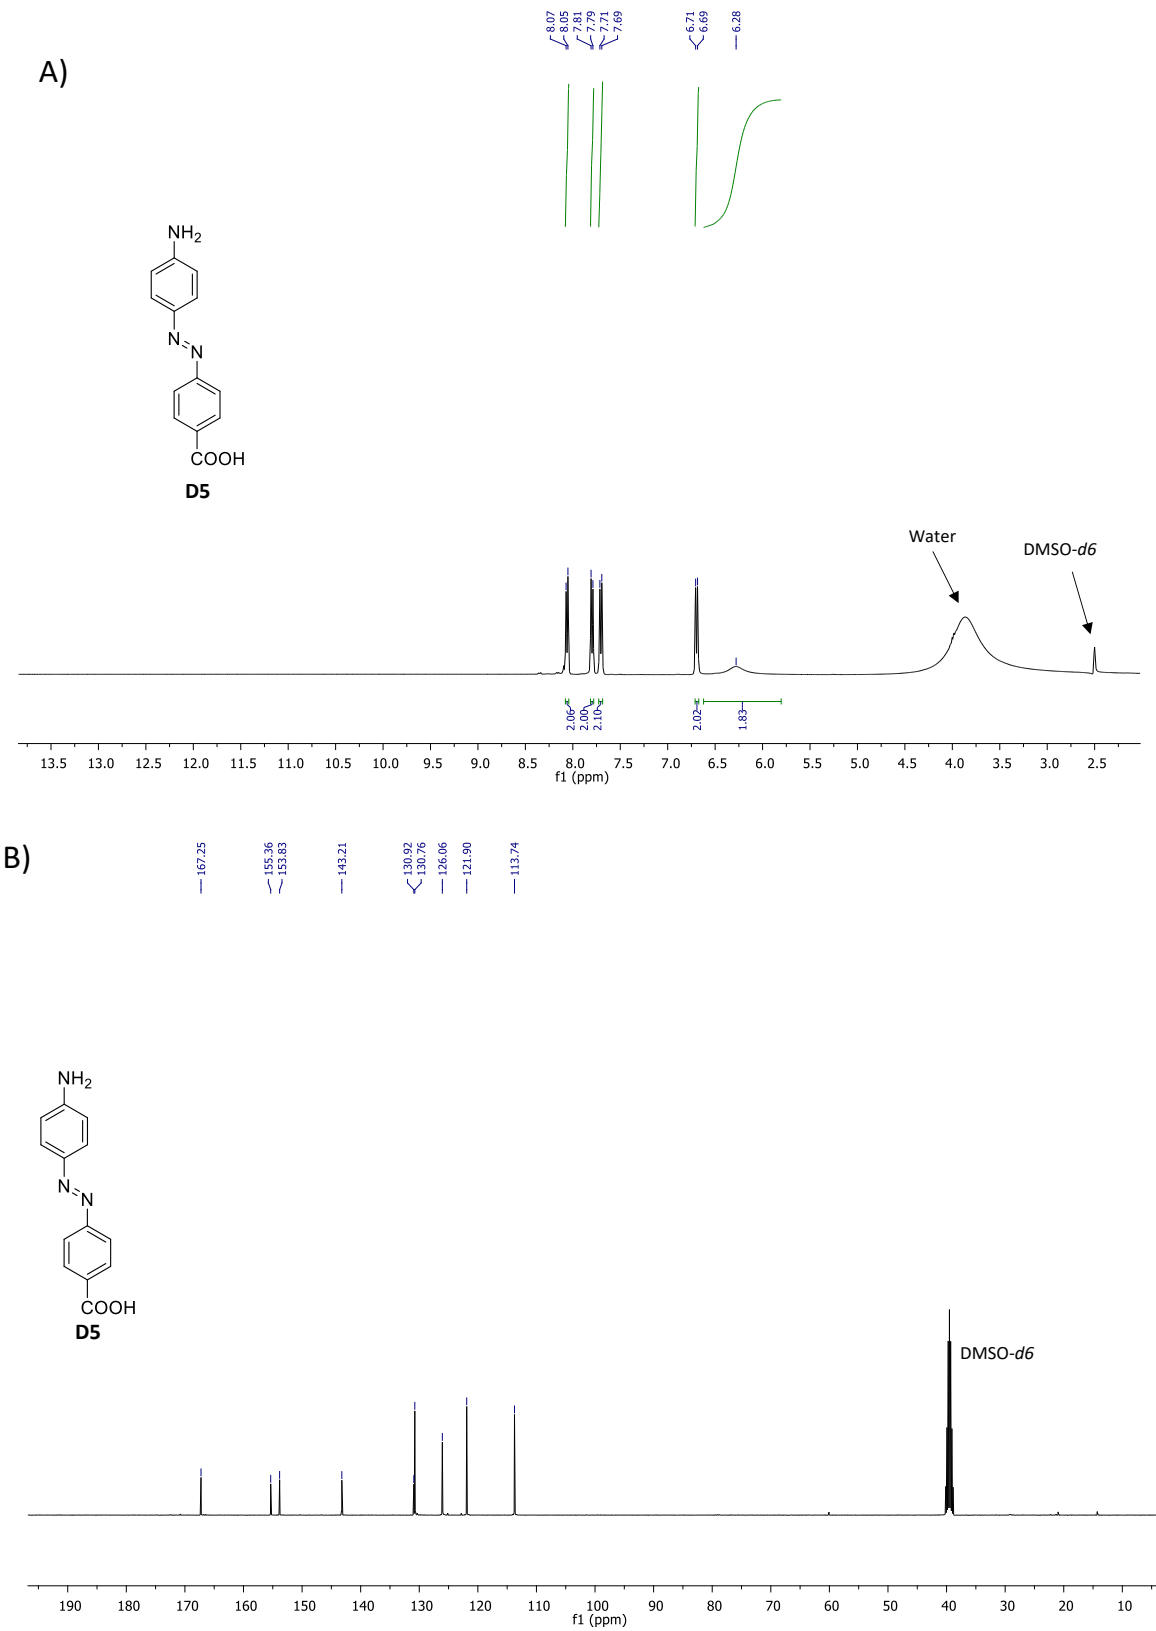 8.07
8.05
7.81
7.79
7.71
7.69
6.71
6.69
6.28
A)
NH2
N
N
COOH
D5
Water
DMSO-d6
2.06
2.00
2.10
2.02
1.83
13.5 13.0 12.5 11.5 11.0 10.5 10.0 9.5 9.0 8.5 8.0 7.5 7.0 6.5 6.0 5.5 5.0 4.5 4.0 3.5 3.0 2.5
f1 (ppm)
B)
167.25
155.36
153.83
143.21
130.92
130.76
126.06
121.90
113.74
NH2
N
N
COOH
D5
DMSO-d6
190 180 170 160 150 140 130 120 110 100 90 80 70 60 50 40 30 20 10
f1 (ppm)